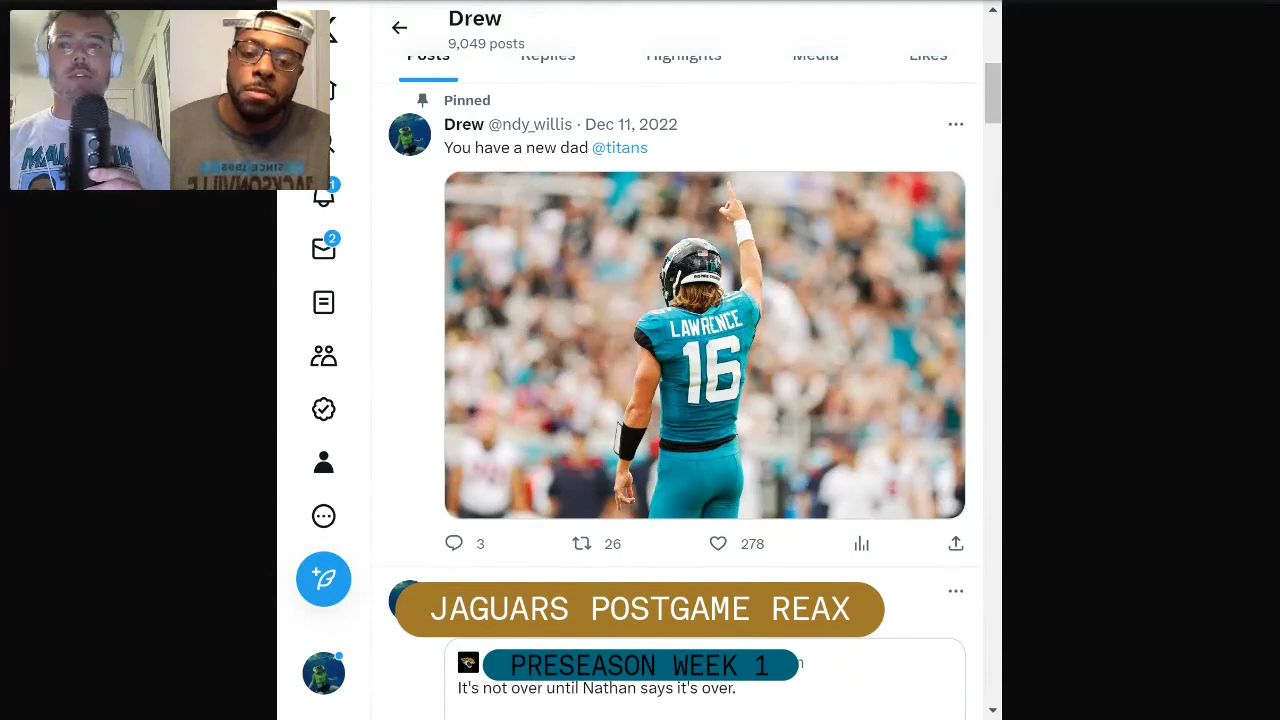 Drew
9,049 posts
Posts
Replies
Highlights
Media
Likes
Pinned
Drew @ndy_willis · Dec 11, 2022
You have a new dad @titans
LAWRENCE
16
3
26
278
1
2
JAGUARS POSTGAME REAX
PRESEASON WEEK 1
It's not over until Nathan says it's over.